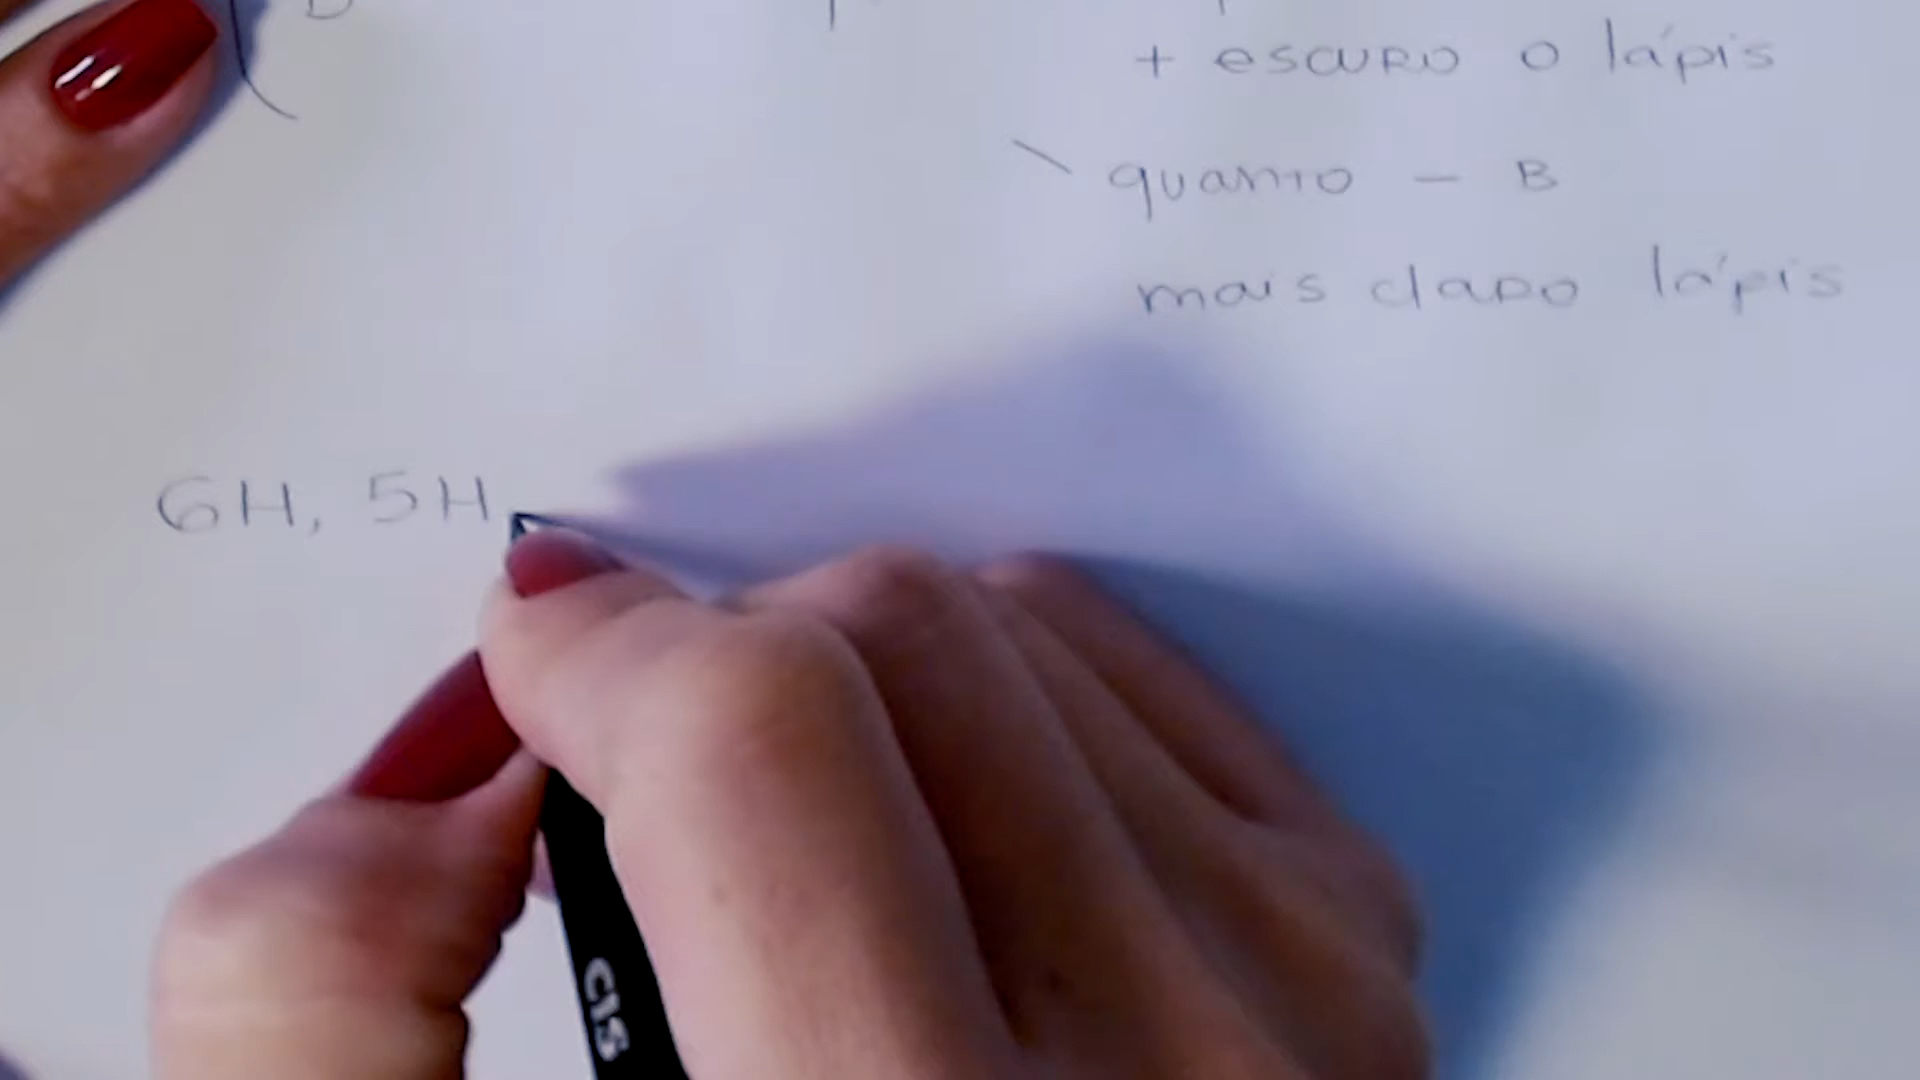 + escuro o lápis
quanto - B
mais claro lápis
6H, 5H,
cis